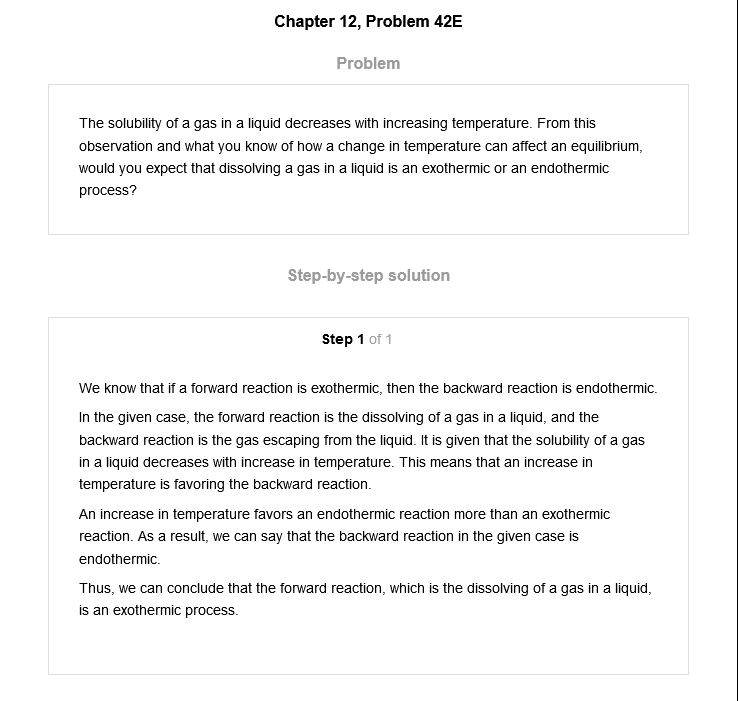 Chapter 12, Problem 42E
Problem
The solubility of a gas in a liquid decreases with increasing temperature. From this
observation and what you know of how a change in temperature can affect an equilibrium,
would you expect that dissolving a gas in a liquid is an exothermic or an endothermic
process?
Step-by-step solution
Step 1 of 1
We know that if a forward reaction is exothermic, then the backward reaction is endothermic.
In the given case, the forward reaction is the dissolving of a gas in a liquid, and the
backward reaction is the gas escaping from the liquid. It is given that the solubility of a gas
in a liquid decreases with increase in temperature. This means that an increase in
temperature is favoring the backward reaction.
An increase in temperature favors an endothermic reaction more than an exothermic
reaction. As a result, we can say that the backward reaction in the given case is
endothermic.
Thus, we can conclude that the forward reaction, which is the dissolving of a gas in a liquid,
is an exothermic process.